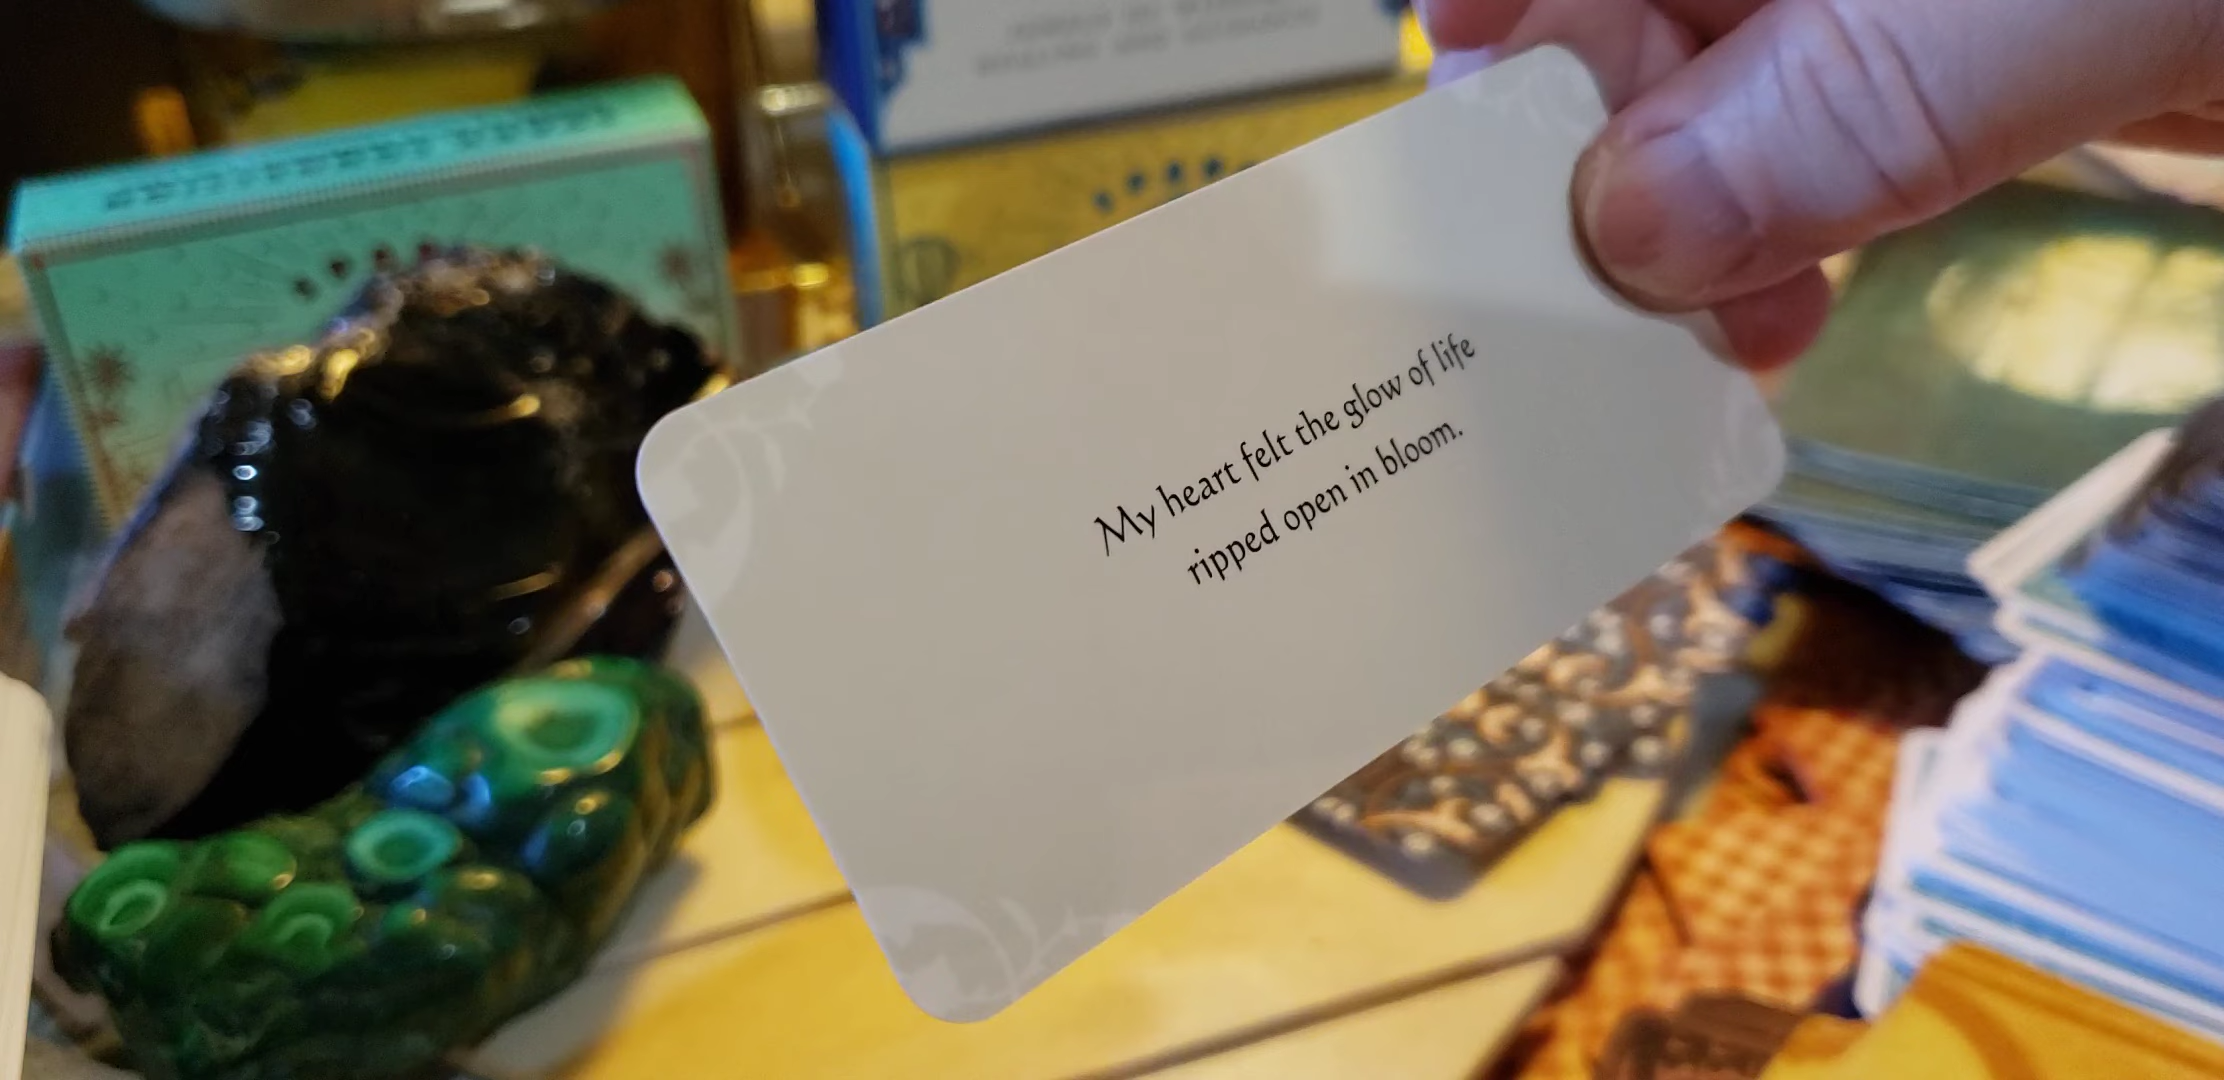 My heart felt the glow of life
ripped open in bloom.